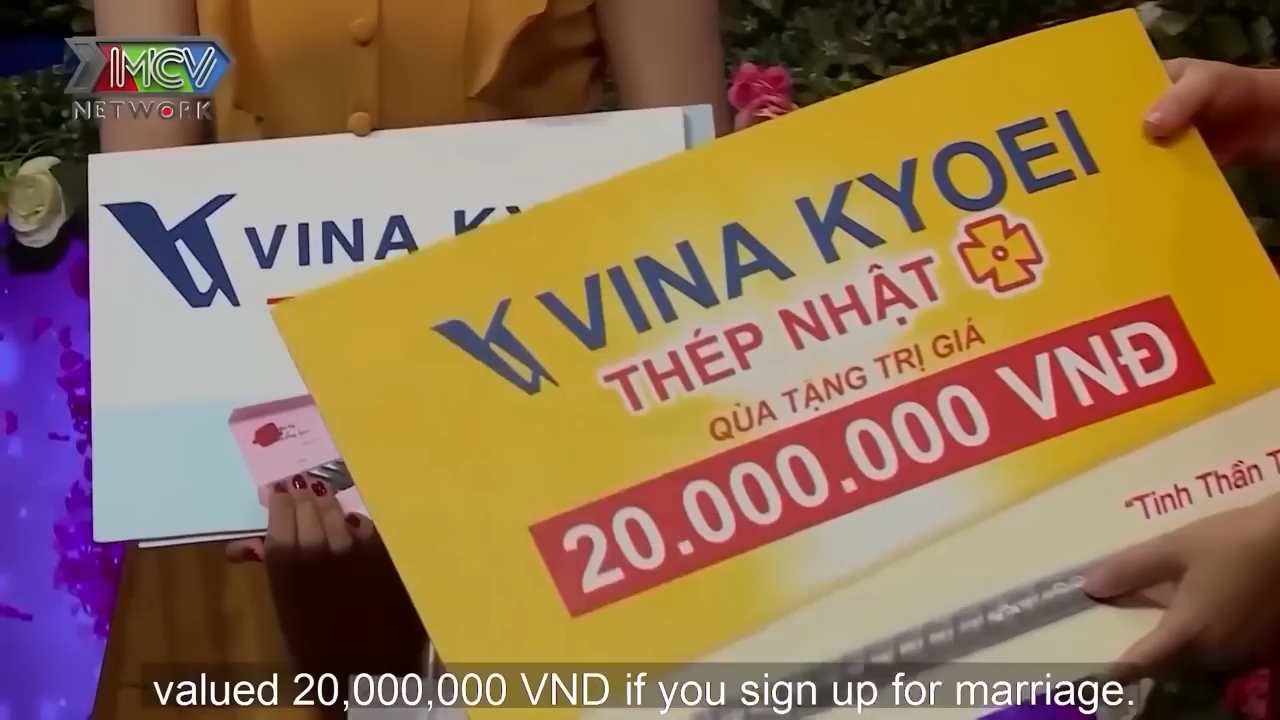 MCV
NETWORK
VINA KY
VINA KYOEI
THÉP NHẬT
QÙA TẶNG TRỊ GIÁ
20.000.000 VNĐ
“Tinh Thần T
valued 20,000,000 VND if you sign up for marriage.